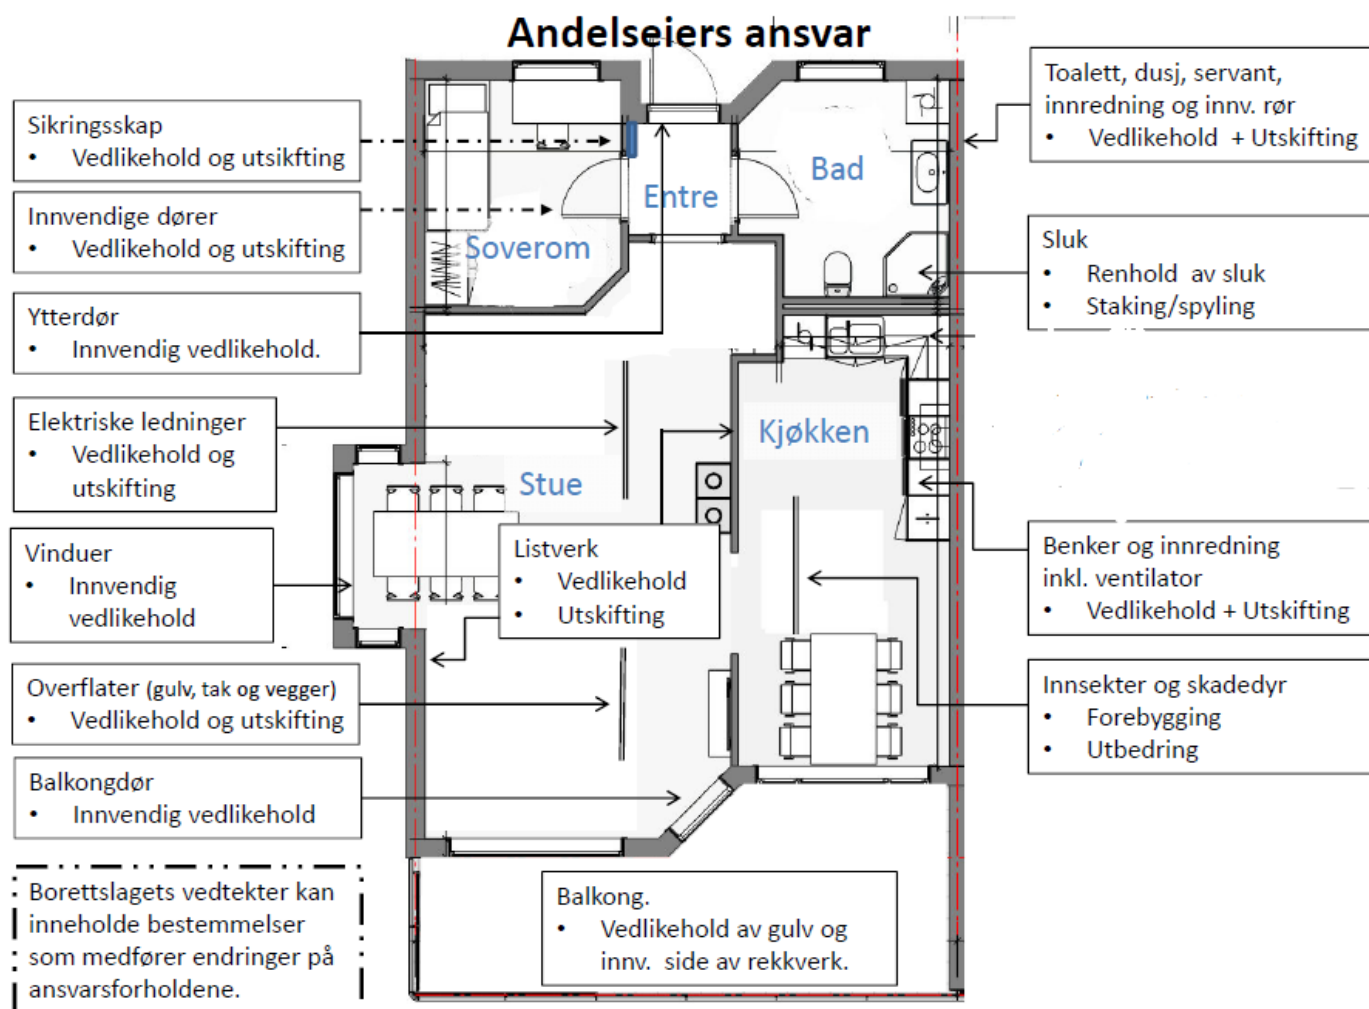 Andelseiers ansvar
Sikringsskap
• Vedlikehold og utsikfting
Innvendige dører
• Vedlikehold og utskifting
Ytterdør
• Innvendig vedlikehold.
Elektriske ledninger
• Vedlikehold og
utskifting
Vinduer
• Innvendig
vedlikehold
Overflater (gulv, tak og vegger)
• Vedlikehold og utskifting
Balkongdør
• Innvendig vedlikehold
Borettslagets vedtekter kan
inneholde bestemmelser
som medfører endringer på
ansvarsforholdene.
Soverom
Entre
Bad
Stue
Kjøkken
Listverk
• Vedlikehold
• Utskifting
Balkong.
• Vedlikehold av gulv og
innv. side av rekkverk.
Toalett, dusj, servant,
innredning og innv. rør
• Vedlikehold + Utskifting
Sluk
• Renhold av sluk
• Staking/spyling
Benker og innredning
inkl. ventilator
• Vedlikehold + Utskifting
Innsekter og skadedyr
• Forebygging
• Utbedring